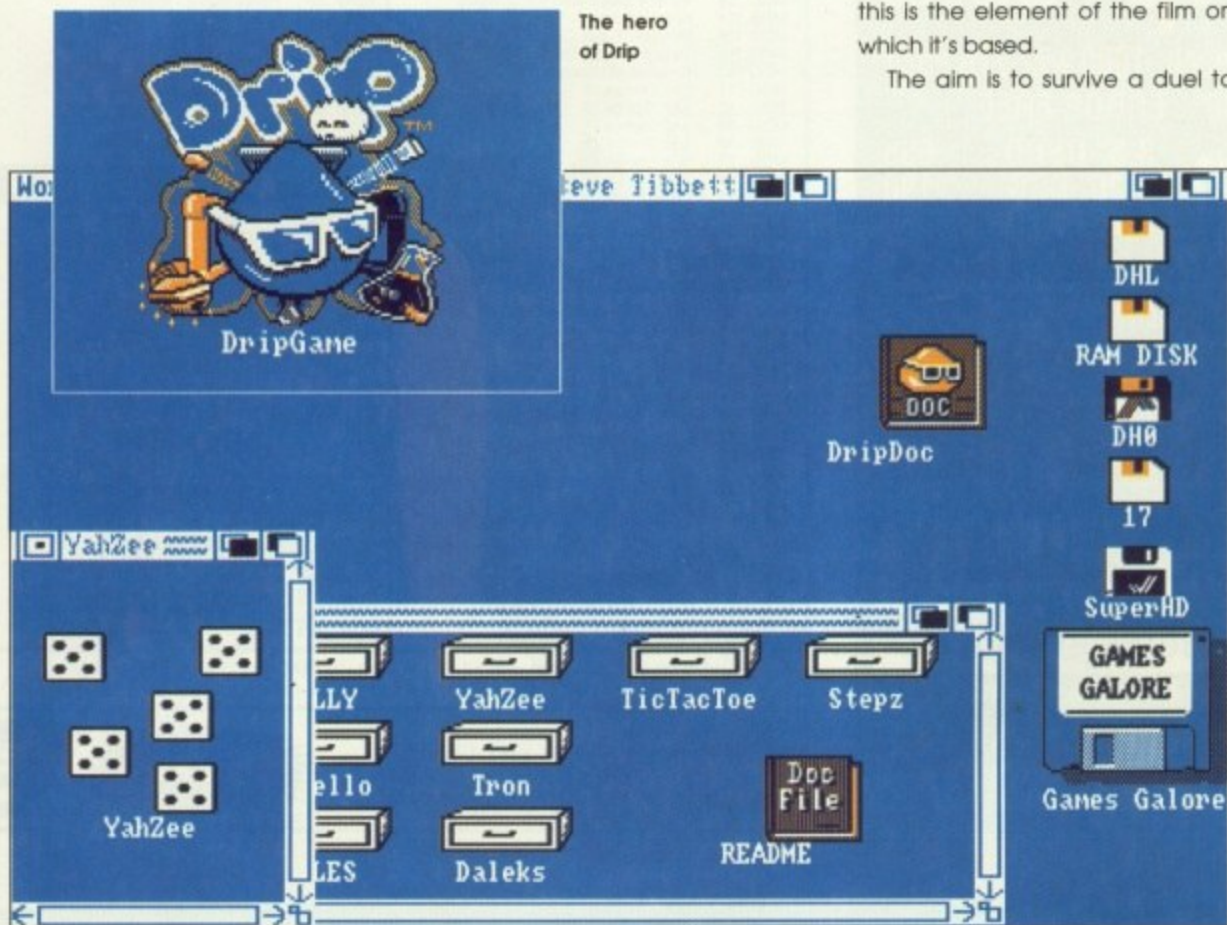 The hero
of Drip
this is the element of the film on
which it's based.
The aim is to survive a duel to
Drip™
DripGame
Wo
teve Tibbett
DHL
RAM DISK
DOC
DripDoc
DH0
17
SuperHD
GAMES
GALORE
Games Galore
YahZee
YahZee
LLY
YahZee
TicTacToe
Stepz
ello
Tron
Doc
File
README
LES
Daleks